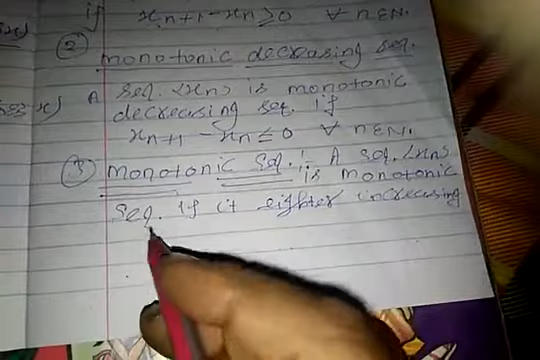 if xn+1 - xn ≥ 0 ∀ n∈N.
② monotonic decreasing seq.
A seq. <xn> is monotonic
decreasing seq. if
xn+1 - xn ≤ 0 ∀ n∈N.
③ monotonic seq. : A seq. <xn>
is monotonic
seq. if it eighter increasing